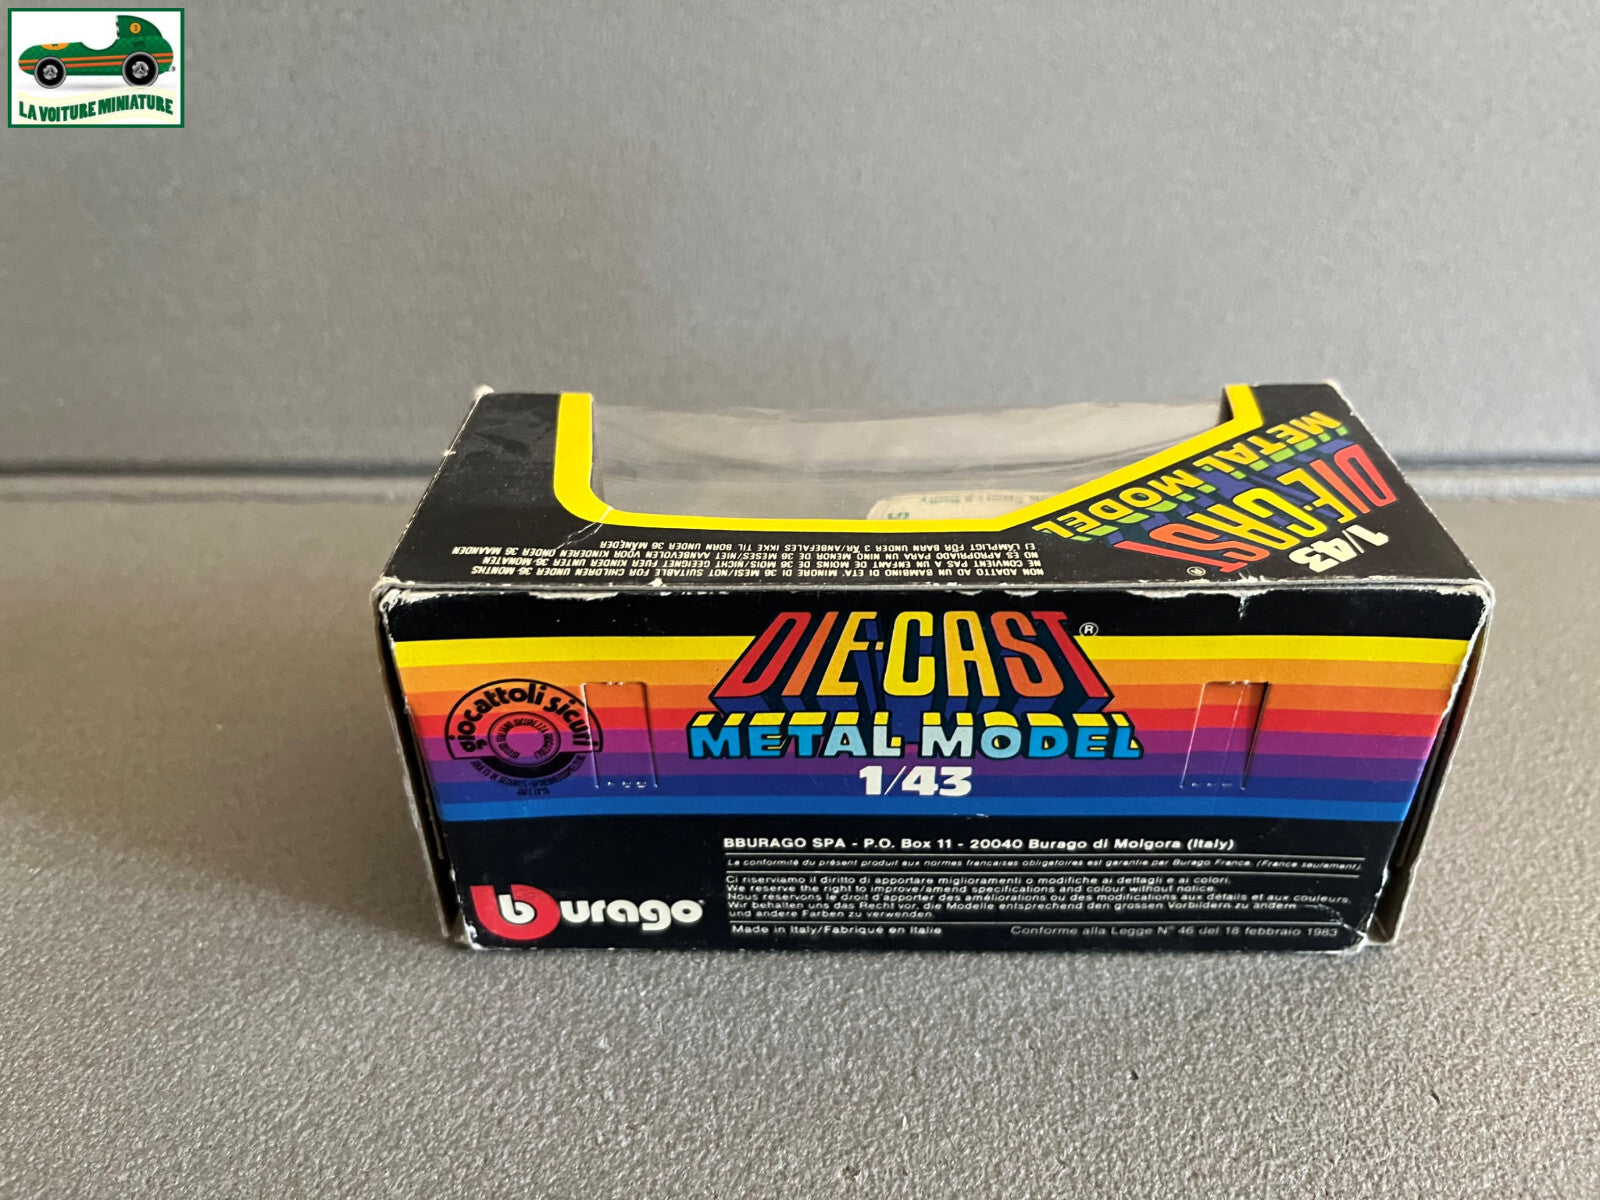 LA VOITURE MINIATURE
DIE-CAST
METAL MODEL
1/43
NON ADATTO AD UN BAMBINO DI ETA' MINORE DI 36 MESI/NOT SUITABLE FOR CHILDREN UNDER 36 MONTHS
NE CONVIENT PAS A UN ENFANT DE MOINS DE 36 MOIS/NICHT GEEIGNET FUER KINDER UNTER 36-MONATEN
NO ES APROPRIADO PARA UN NINO MENOR DE 36 MESES/NIET AANBEVOLEN VOOR KINDEREN ONDER 36 MAANDEN
EJ LÄMPLIGT FÖR BARN UNDER 3 ÅR/ANBEFALES IKKE TIL BORN UNDER 36 MÅNEDER
DIE-CAST®
METAL MODEL
1/43
giocattoli sicuri
BBURAGO SPA - P.O. Box 11 - 20040 Burago di Molgora (Italy)
La conformité du présent produit aux normes françaises obligatoires est garantie par Burago France. (France seulement).
Ci riserviamo il diritto di apportare miglioramenti o modifiche ai dettagli e ai colori.
We reserve the right to improve/amend specifications and colour without notice.
Nous réservons le droit d'apporter des améliorations ou des modifications aux détails et aux couleurs.
Wir behalten uns das Recht vor, die Modelle entsprechend den grossen Vorbildern zu ändern
und andere Farben zu verwenden.
Made in Italy/Fabriqué en Italie
Conforme alla Legge N° 46 del 18 febbraio 1983
burago